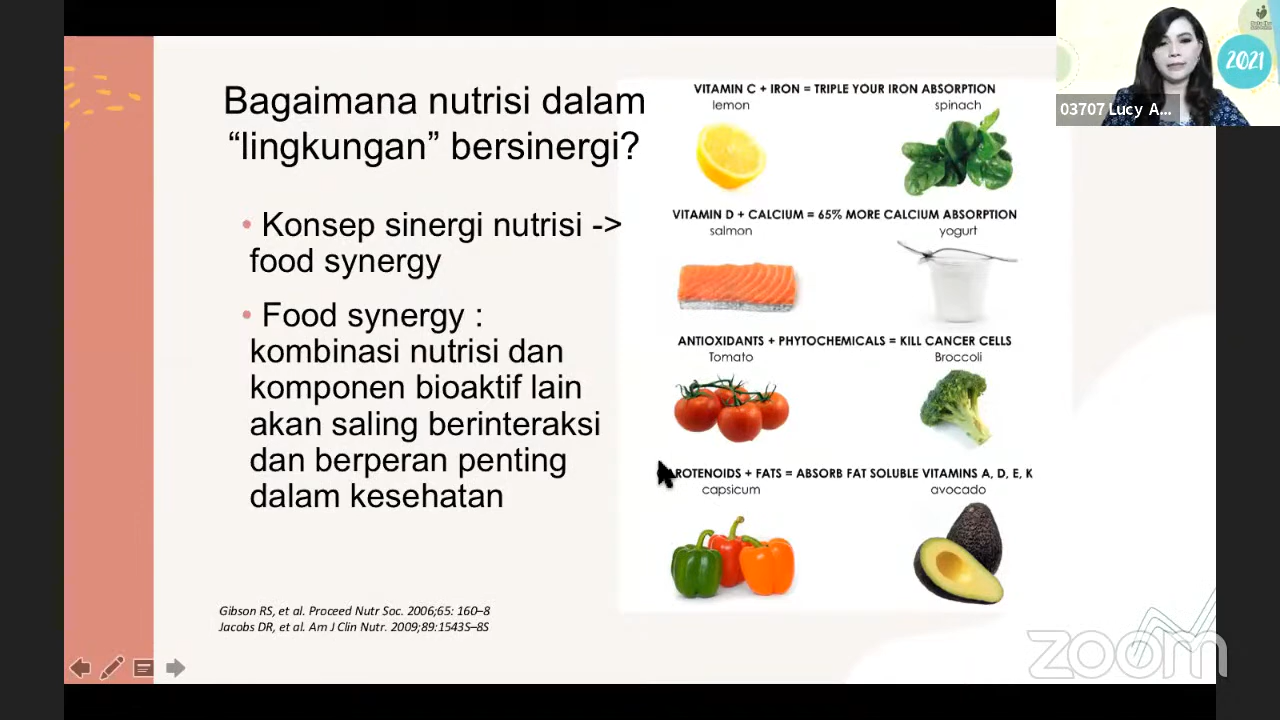 Bagaimana nutrisi dalam
“lingkungan” bersinergi?
• Konsep sinergi nutrisi ->
food synergy
• Food synergy :
kombinasi nutrisi dan
komponen bioaktif lain
akan saling berinteraksi
dan berperan penting
dalam kesehatan
Gibson RS, et al. Proceed Nutr Soc. 2006;65: 160–8
Jacobs DR, et al. Am J Clin Nutr. 2009;89:1543S–8S
VITAMIN C + IRON = TRIPLE YOUR IRON ABSORPTION
lemon spinach
VITAMIN D + CALCIUM = 65% MORE CALCIUM ABSORPTION
salmon yogurt
ANTIOXIDANTS + PHYTOCHEMICALS = KILL CANCER CELLS
Tomato Broccoli
AROTENOIDS + FATS = ABSORB FAT SOLUBLE VITAMINS A, D, E, K
capsicum avocado
2021
03707 Lucy A...
zoom